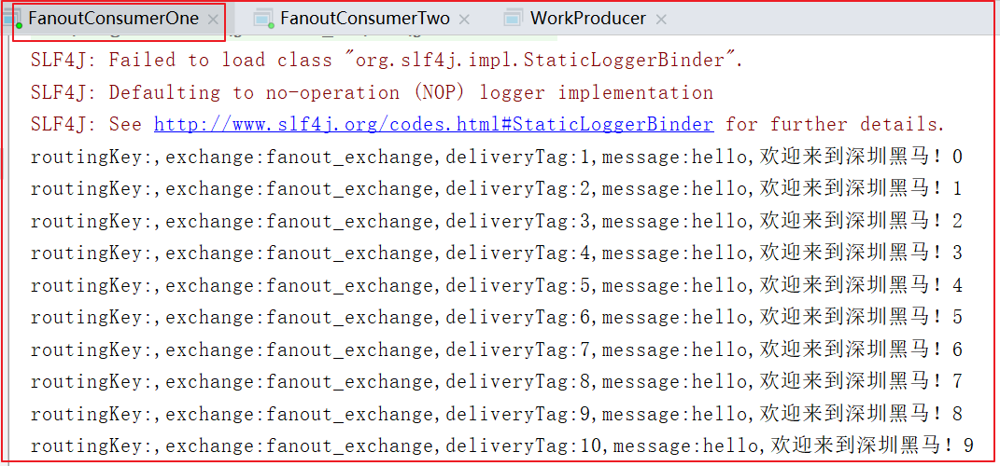 FanoutConsumerOne FanoutConsumerTwo WorkProducer
SLF4J: Failed to load class "org.slf4j.impl.StaticLoggerBinder".
SLF4J: Defaulting to no-operation (NOP) logger implementation
SLF4J: See http://www.slf4j.org/codes.html#StaticLoggerBinder for further details.
routingKey:,exchange:fanout_exchange,deliveryTag:1,message:hello,欢迎来到深圳黑马！0
routingKey:,exchange:fanout_exchange,deliveryTag:2,message:hello,欢迎来到深圳黑马！1
routingKey:,exchange:fanout_exchange,deliveryTag:3,message:hello,欢迎来到深圳黑马！2
routingKey:,exchange:fanout_exchange,deliveryTag:4,message:hello,欢迎来到深圳黑马！3
routingKey:,exchange:fanout_exchange,deliveryTag:5,message:hello,欢迎来到深圳黑马！4
routingKey:,exchange:fanout_exchange,deliveryTag:6,message:hello,欢迎来到深圳黑马！5
routingKey:,exchange:fanout_exchange,deliveryTag:7,message:hello,欢迎来到深圳黑马！6
routingKey:,exchange:fanout_exchange,deliveryTag:8,message:hello,欢迎来到深圳黑马！7
routingKey:,exchange:fanout_exchange,deliveryTag:9,message:hello,欢迎来到深圳黑马！8
routingKey:,exchange:fanout_exchange,deliveryTag:10,message:hello,欢迎来到深圳黑马！9